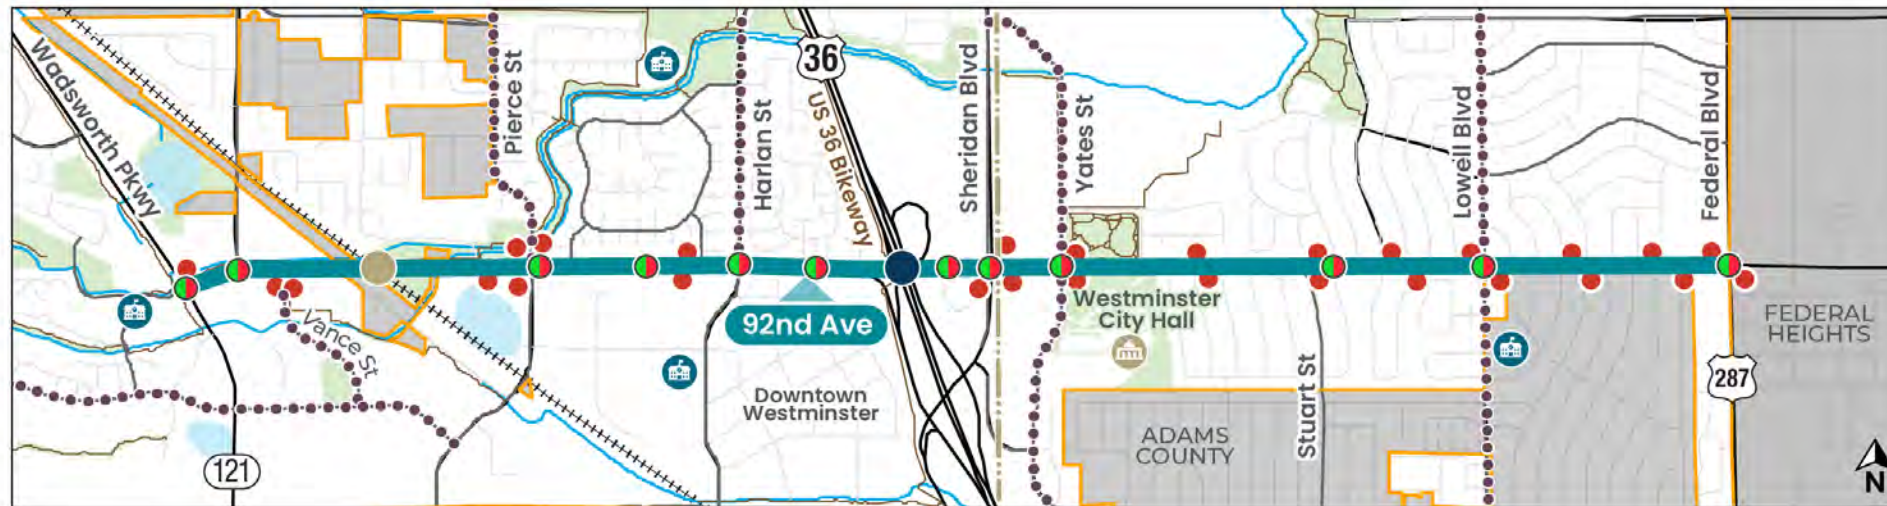 Wadsworth Pkwy
Pierce St
Harlan St
36
US 36 Bikeway
Sheridan Blvd
Yates St
Lowell Blvd
Federal Blvd
92nd Ave
Vance St
Downtown
Westminster
Westminster
City Hall
Stuart St
ADAMS
COUNTY
FEDERAL
HEIGHTS
287
121
N